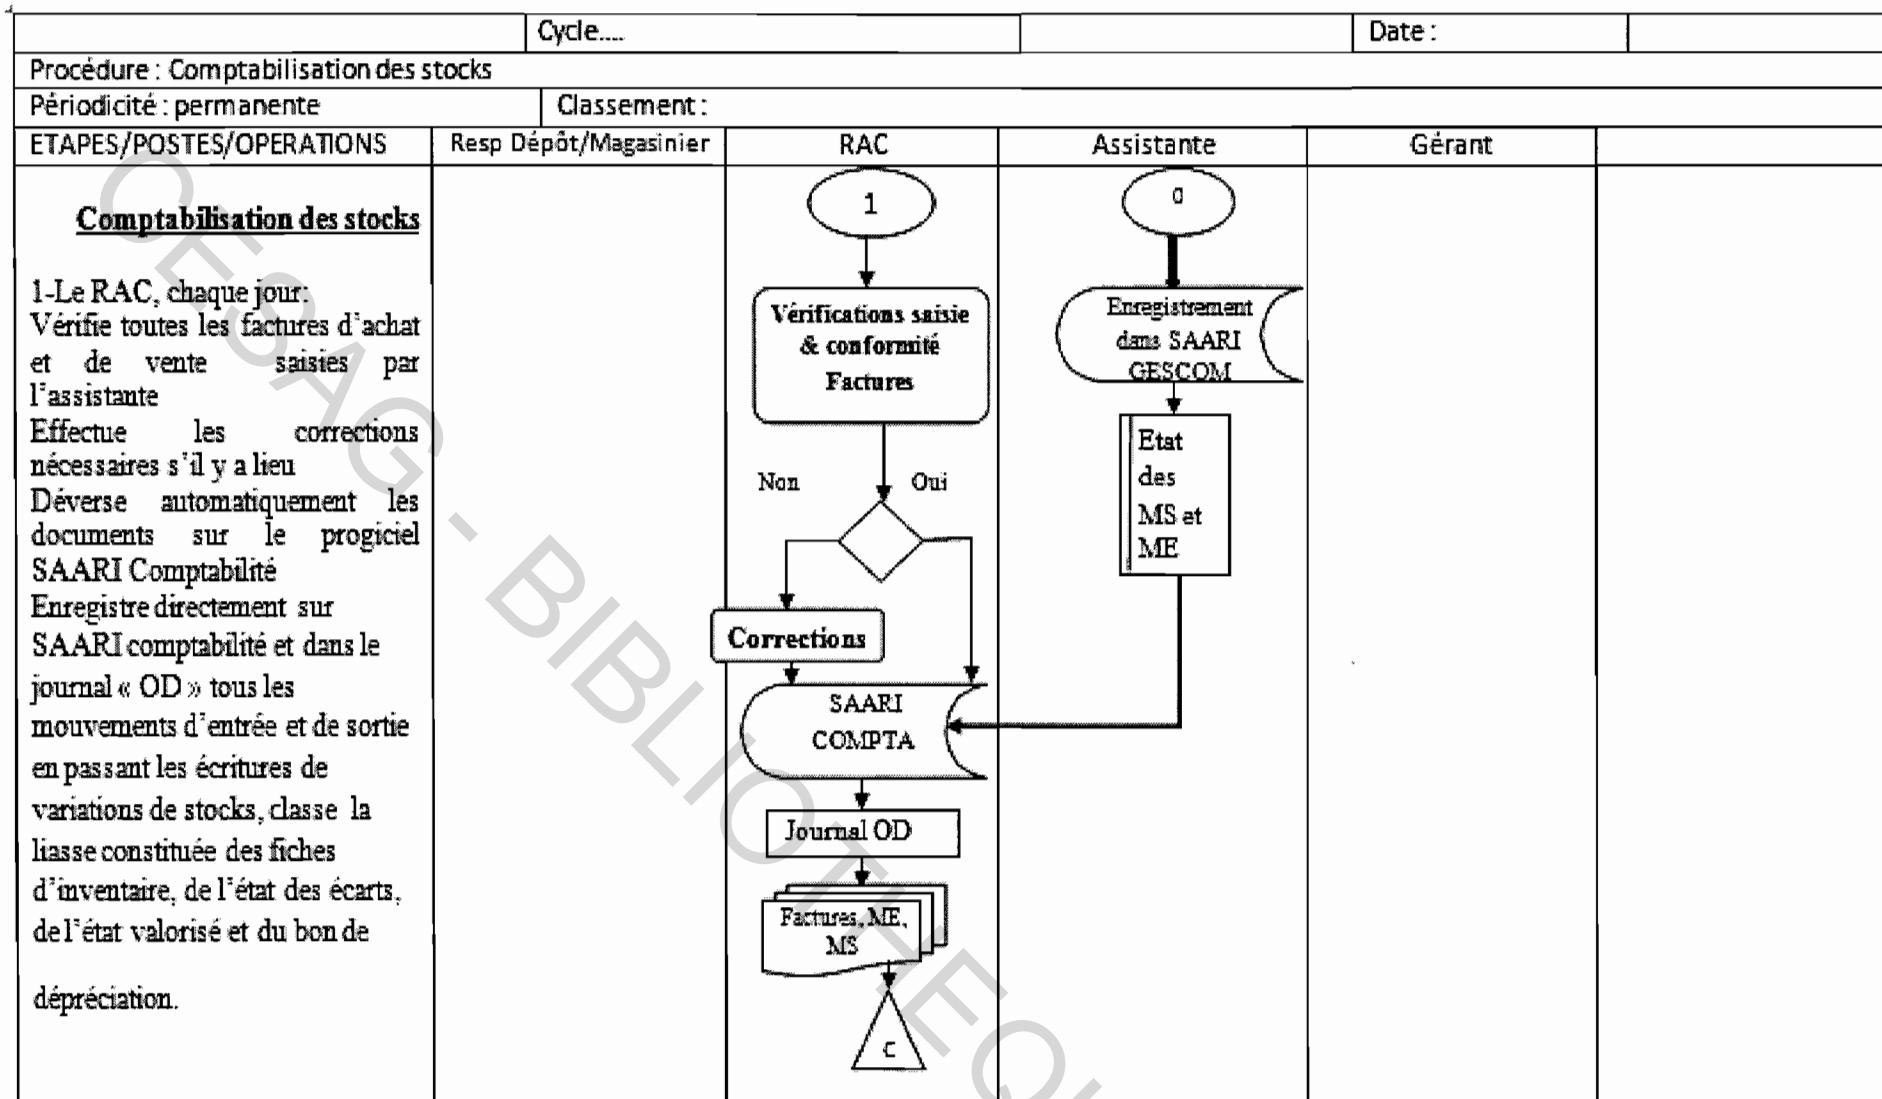 Cycle....
Date :
Procédure : Comptabilisation des stocks
Périodicité : permanente
Classement :
ETAPES/POSTES/OPERATIONS
Resp Dépôt/Magasinier
RAC
Assistante
Gérant
Comptabilisation des stocks
1-Le RAC, chaque jour:
Vérifie toutes les factures d'achat
et de vente saisies par
l'assistante
Effectue les corrections
nécessaires s'il y a lieu
Déverse automatiquement les
documents sur le progiciel
SAARI Comptabilité
Enregistre directement sur
SAARI comptabilité et dans le
journal « OD » tous les
mouvements d'entrée et de sortie
en passant les écritures de
variations de stocks, classe la
liasse constituée des fiches
d'inventaire, de l'état des écarts,
de l'état valorisé et du bon de
dépréciation.
1
Vérifications saisie
& conformité
Factures
Non
Oui
Corrections
SAARI
COMPTA
Journal OD
Factures, ME,
MS
C
0
Enregistrement
dans SAARI
GESCOM
Etat
des
MS et
ME
CESAG - BIBLIOTHEQU